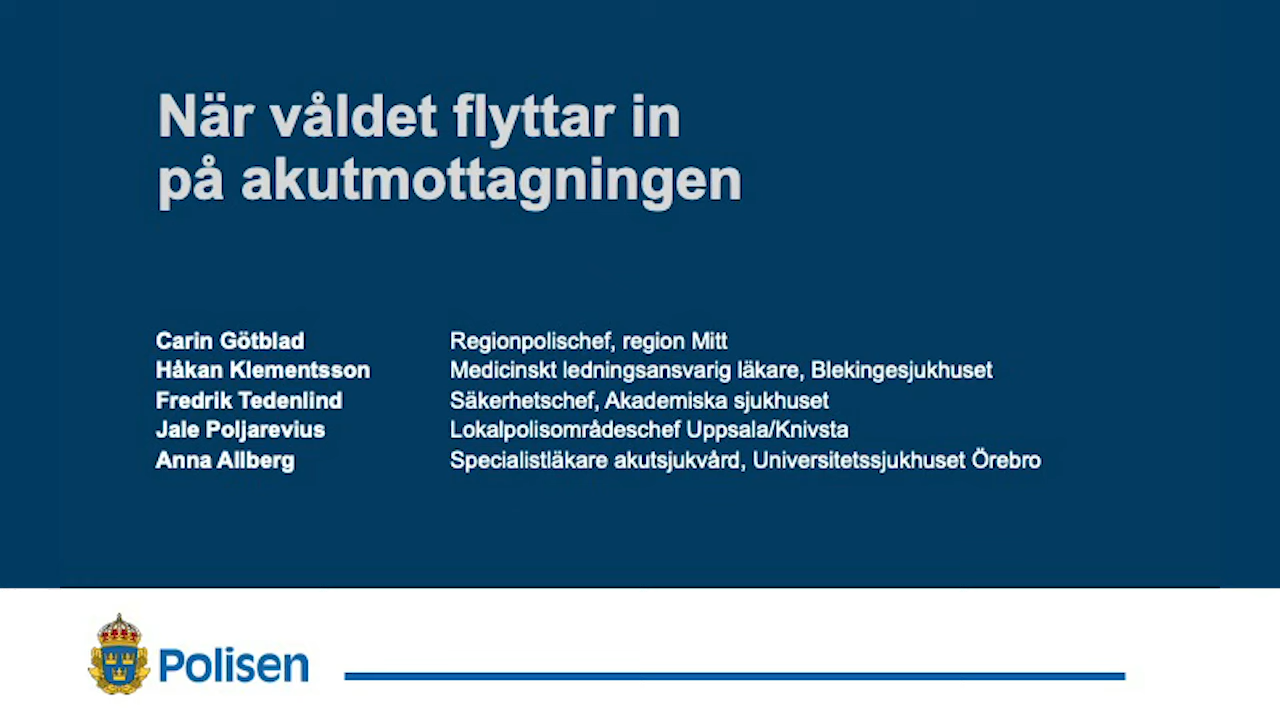 När våldet flyttar in
på akutmottagningen
Carin Götblad Regionpolischef, region Mitt
Håkan Klementsson Medicinskt ledningsansvarig läkare, Blekingesjukhuset
Fredrik Tedenlind Säkerhetschef, Akademiska sjukhuset
Jale Poljarevius Lokalpolisområdeschef Uppsala/Knivsta
Anna Allberg Specialistläkare akutsjukvård, Universitetssjukhuset Örebro
Polisen